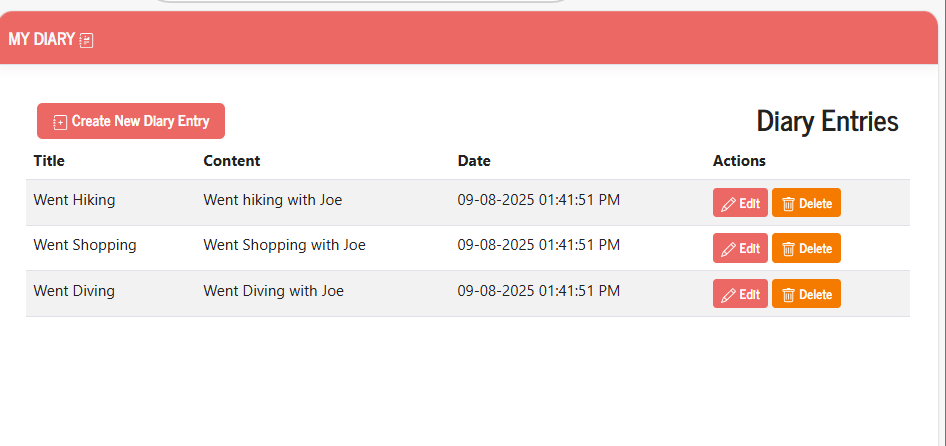 MY DIARY
Create New Diary Entry Diary Entries
Title Content Date Actions
Went Hiking Went hiking with Joe 09-08-2025 01:41:51 PM Edit Delete
Went Shopping Went Shopping with Joe 09-08-2025 01:41:51 PM Edit Delete
Went Diving Went Diving with Joe 09-08-2025 01:41:51 PM Edit Delete